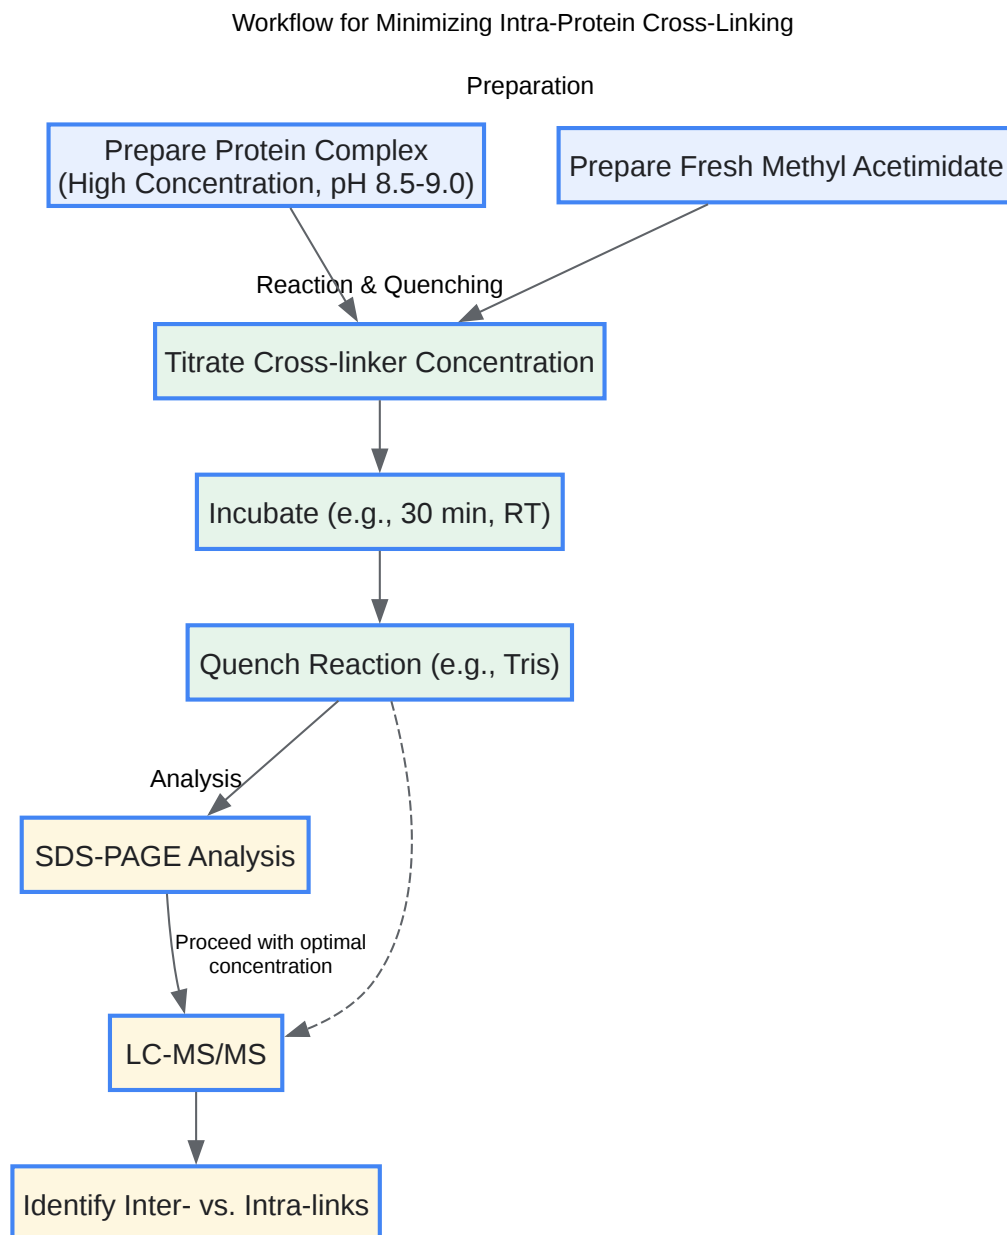 Workflow for Minimizing Intra-Protein Cross-Linking
Preparation
Prepare Protein Complex
(High Concentration, pH 8.5-9.0)
Prepare Fresh Methyl Acetimidate
Reaction & Quenching
Titrate Cross-linker Concentration
Incubate (e.g., 30 min, RT)
Quench Reaction (e.g., Tris)
Analysis
SDS-PAGE Analysis
Proceed with optimal
concentration
LC-MS/MS
Identify Inter- vs. Intra-links